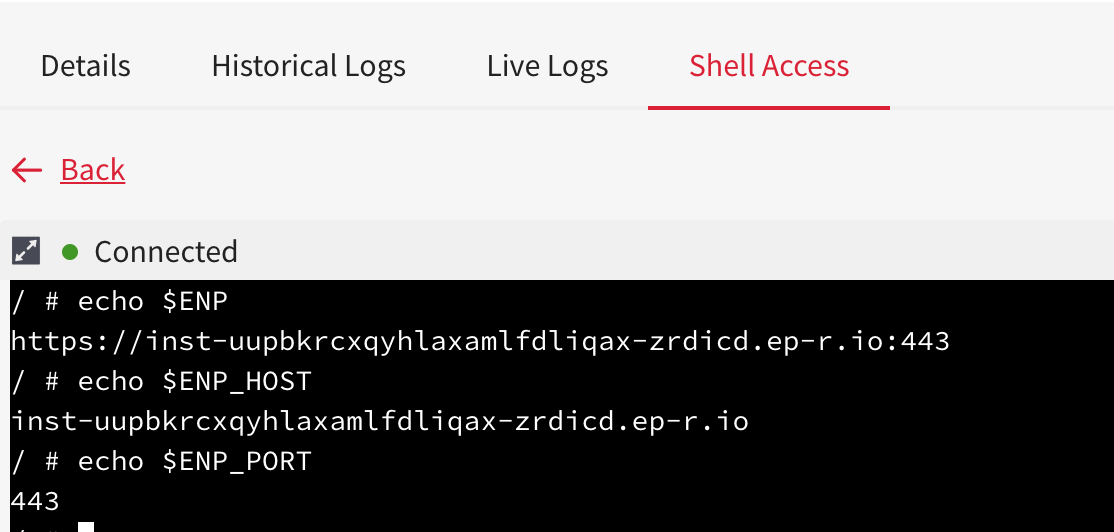 Details Historical Logs Live Logs Shell Access
← Back
Connected
/ # echo $ENP
https://inst-uupbkrcxqyhlaxamlfdliqax-zrdicd.ep-r.io:443
/ # echo $ENP_HOST
inst-uupbkrcxqyhlaxamlfdliqax-zrdicd.ep-r.io
/ # echo $ENP_PORT
443
/ #